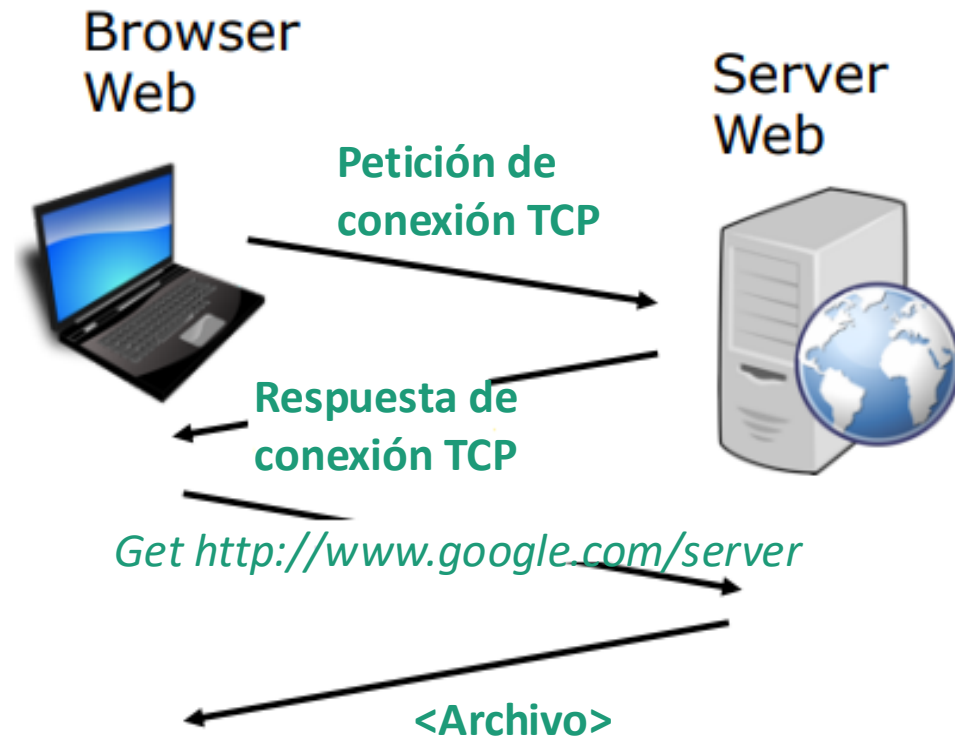 Browser
Web
Server
Web
Petición de
conexión TCP
Respuesta de
conexión TCP
Get http://www.google.com/server
<Archivo>